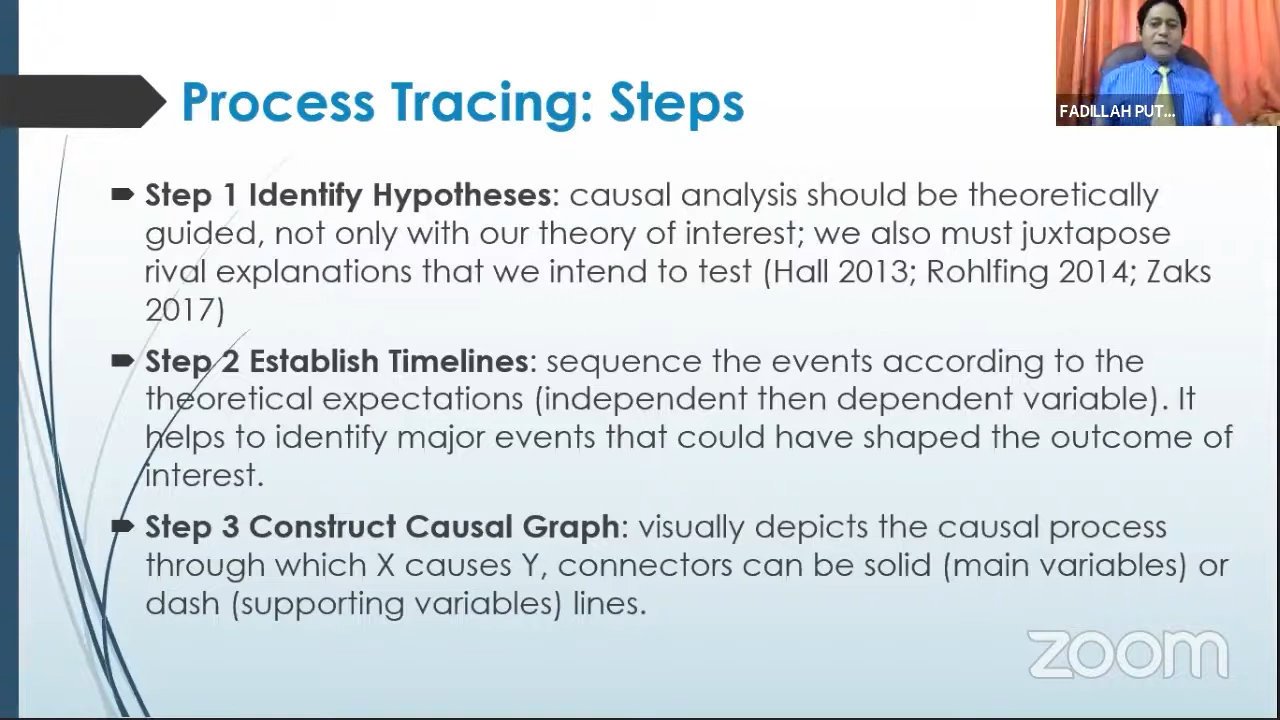 FADILLAH PUT...
Process Tracing: Steps
Step 1 Identify Hypotheses: causal analysis should be theoretically
guided, not only with our theory of interest; we also must juxtapose
rival explanations that we intend to test (Hall 2013; Rohlfing 2014; Zaks
2017)
Step 2 Establish Timelines: sequence the events according to the
theoretical expectations (independent then dependent variable). It
helps to identify major events that could have shaped the outcome of
interest.
Step 3 Construct Causal Graph: visually depicts the causal process
through which X causes Y, connectors can be solid (main variables) or
dash (supporting variables) lines.
zoom